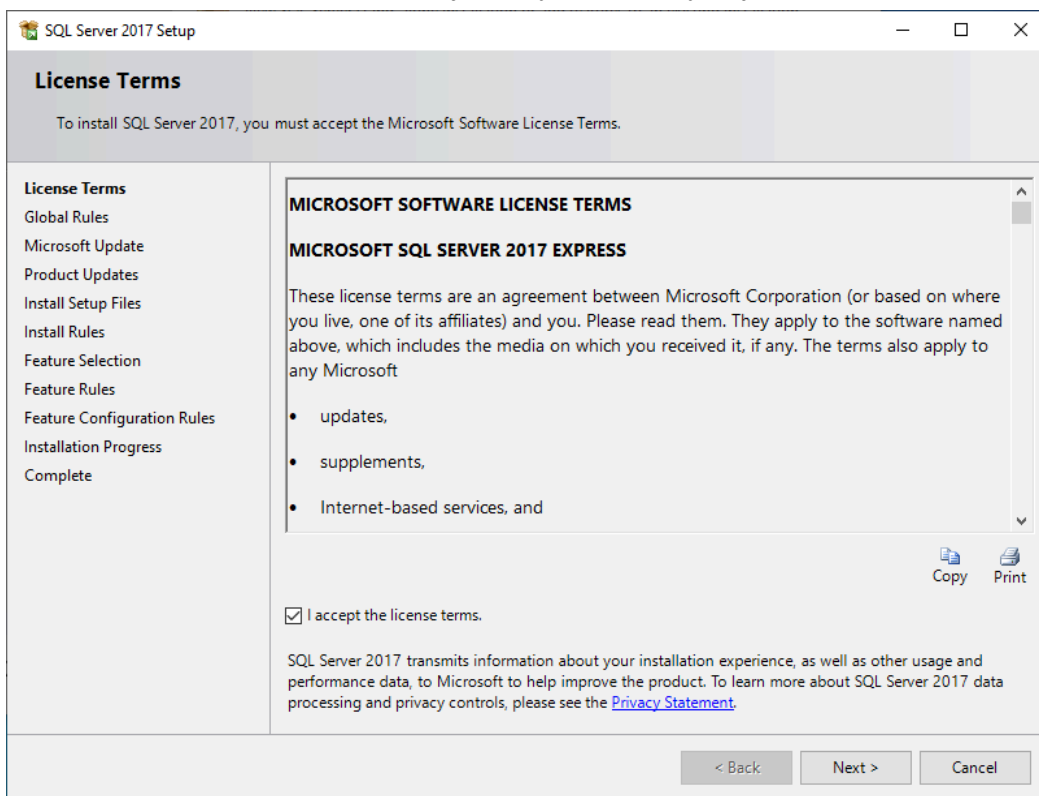 SQL Server 2017 Setup
License Terms
To install SQL Server 2017, you must accept the Microsoft Software License Terms.
License Terms
Global Rules
Microsoft Update
Product Updates
Install Setup Files
Install Rules
Feature Selection
Feature Rules
Feature Configuration Rules
Installation Progress
Complete
MICROSOFT SOFTWARE LICENSE TERMS
MICROSOFT SQL SERVER 2017 EXPRESS
These license terms are an agreement between Microsoft Corporation (or based on where
you live, one of its affiliates) and you. Please read them. They apply to the software named
above, which includes the media on which you received it, if any. The terms also apply to
any Microsoft
• updates,
• supplements,
• Internet-based services, and
Copy
Print
I accept the license terms.
SQL Server 2017 transmits information about your installation experience, as well as other usage and
performance data, to Microsoft to help improve the product. To learn more about SQL Server 2017 data
processing and privacy controls, please see the Privacy Statement.
< Back
Next >
Cancel